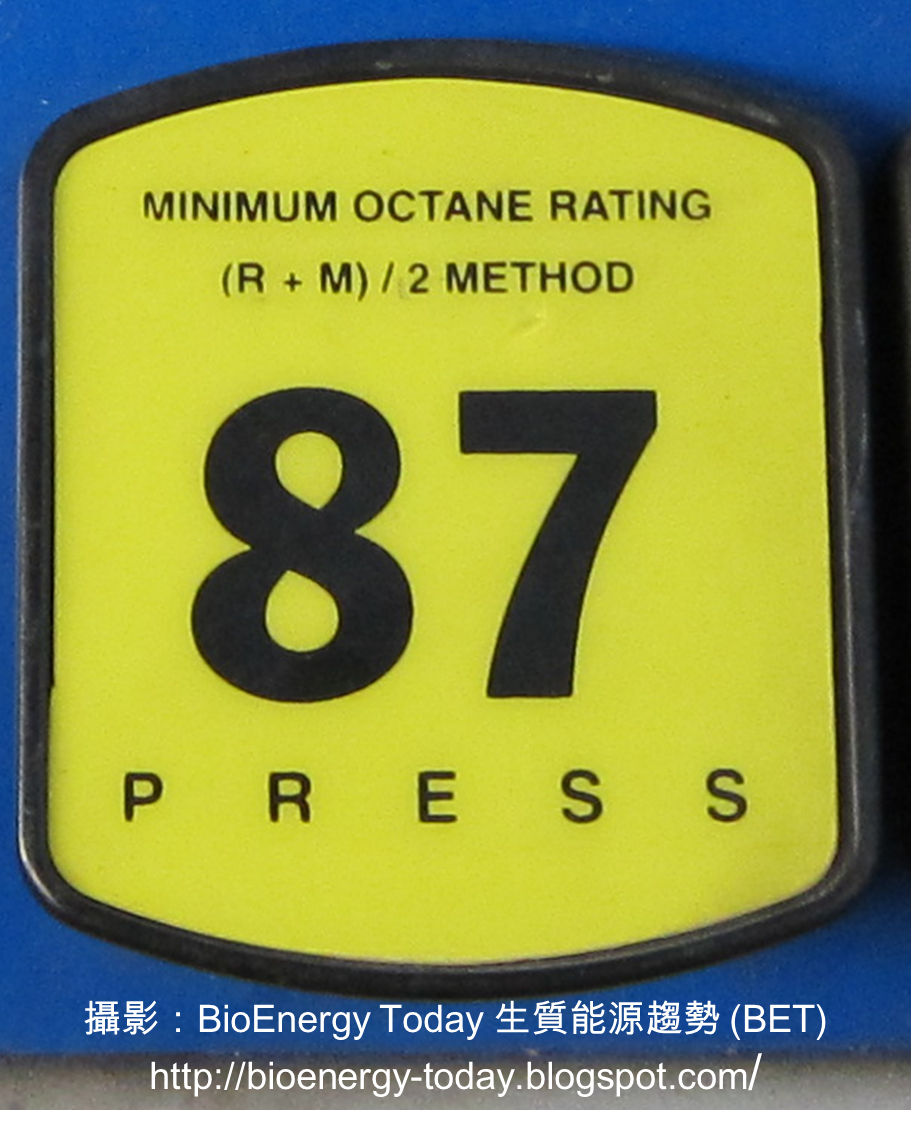 MINIMUM OCTANE RATING
(R + M) / 2 METHOD
87
PRESS
攝影：BioEnergy Today 生質能源趨勢 (BET)
http://bioenergy-today.blogspot.com/